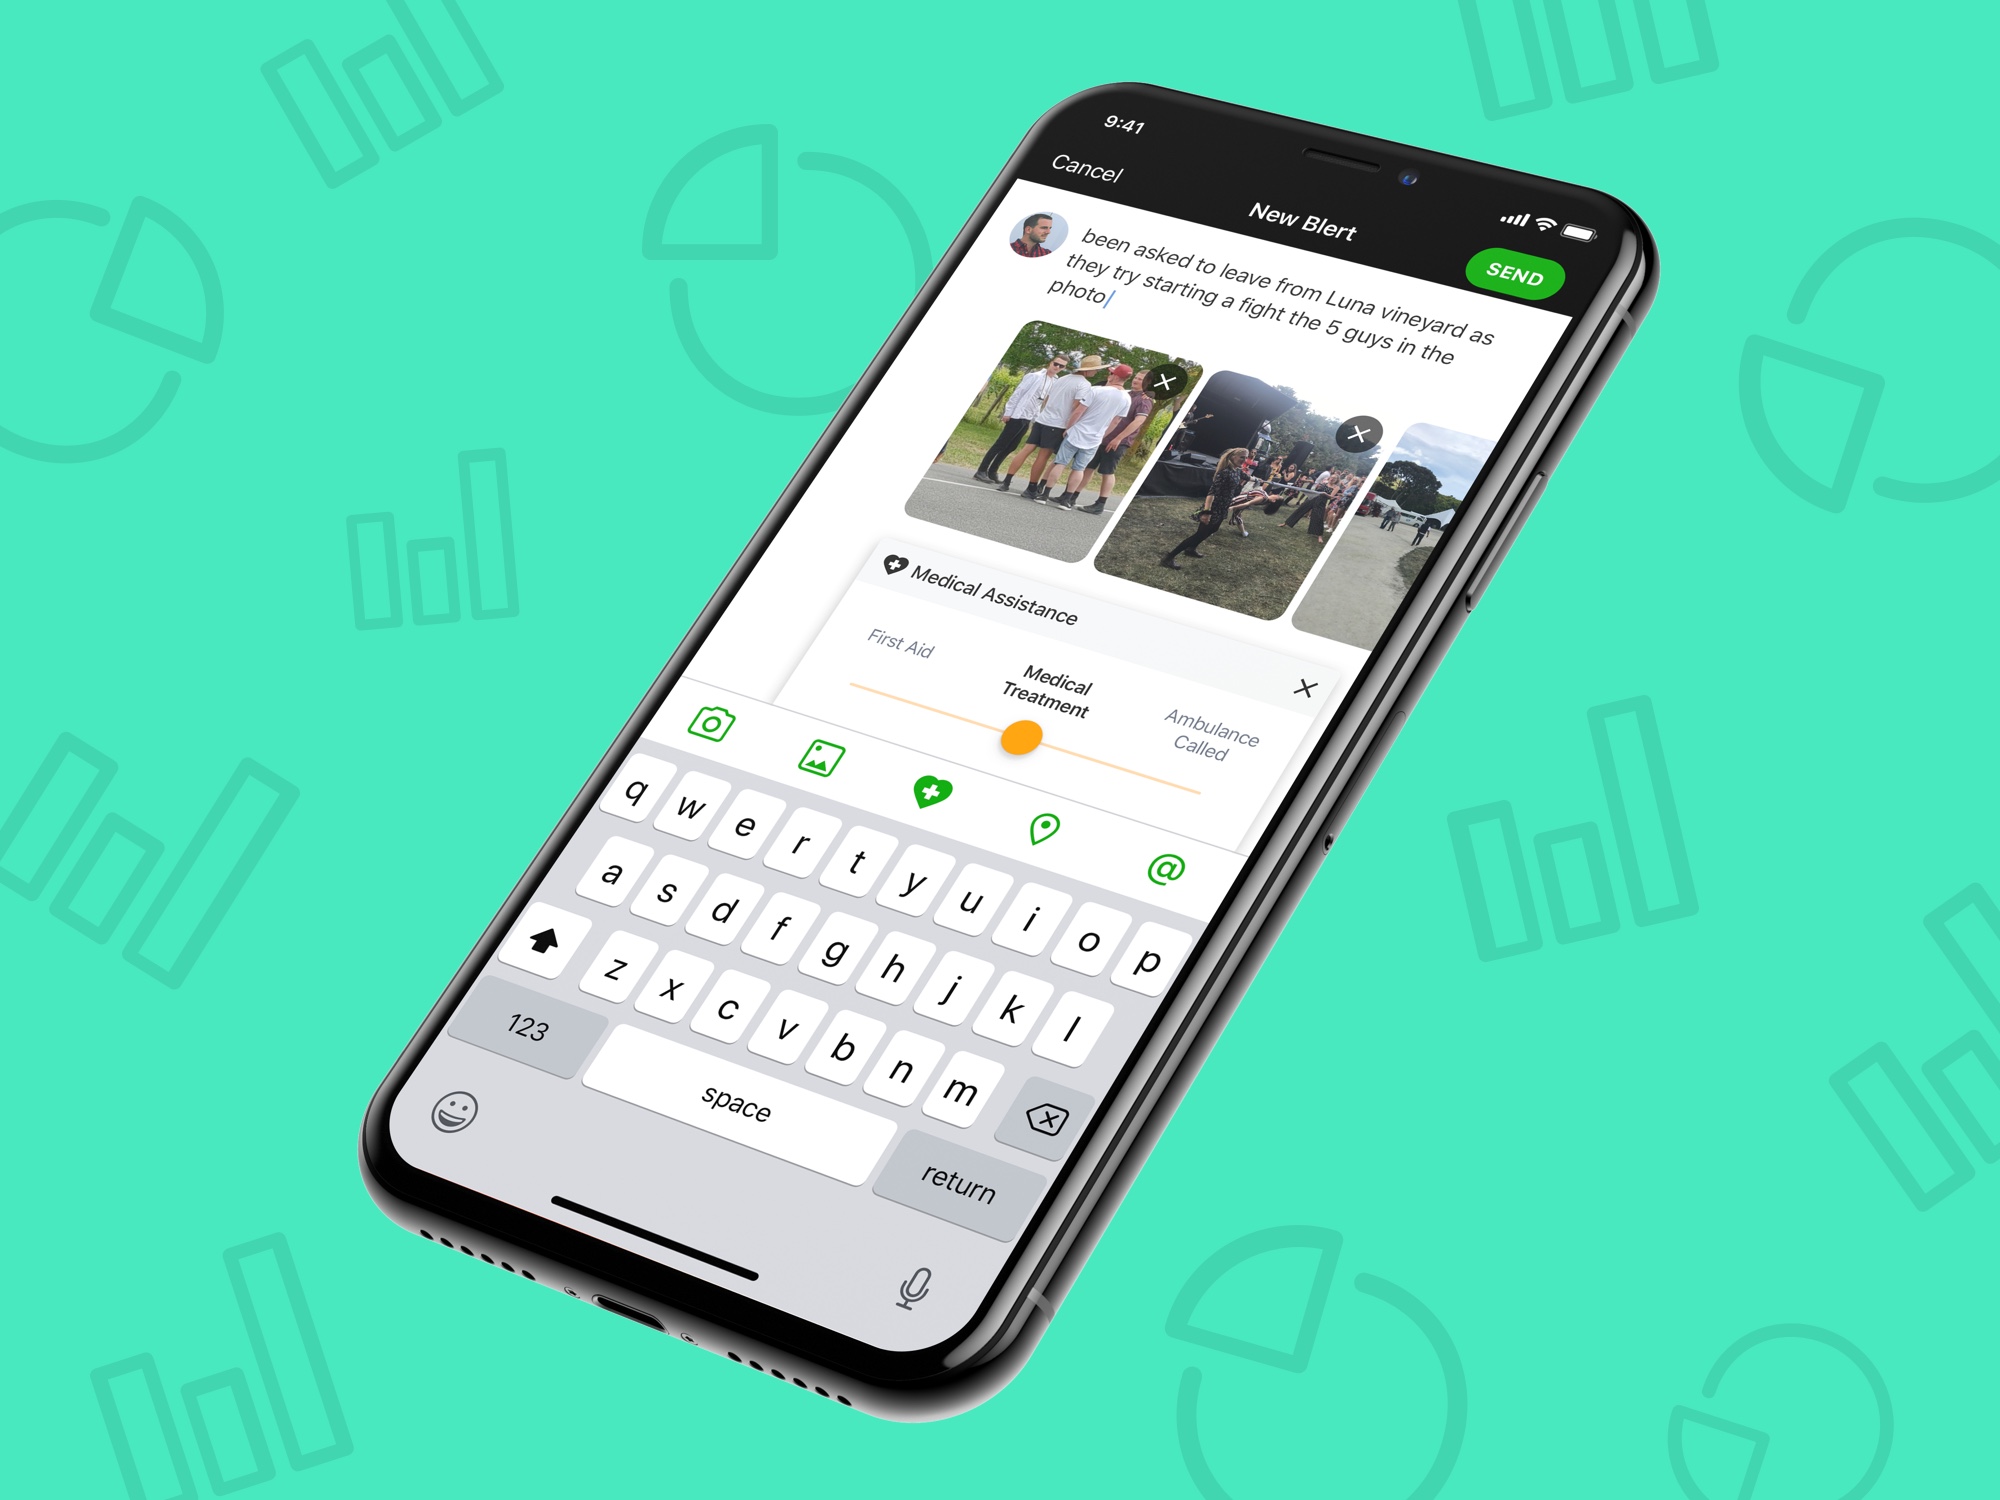 9:41
Cancel
New Blert
SEND
been asked to leave from Luna vineyard as
they try starting a fight the 5 guys in the
photo
Medical Assistance
First Aid
Medical
Treatment
Ambulance
Called
@
q w e r t y u i o p
a s d f g h j k l
z x c v b n m
123
space
return